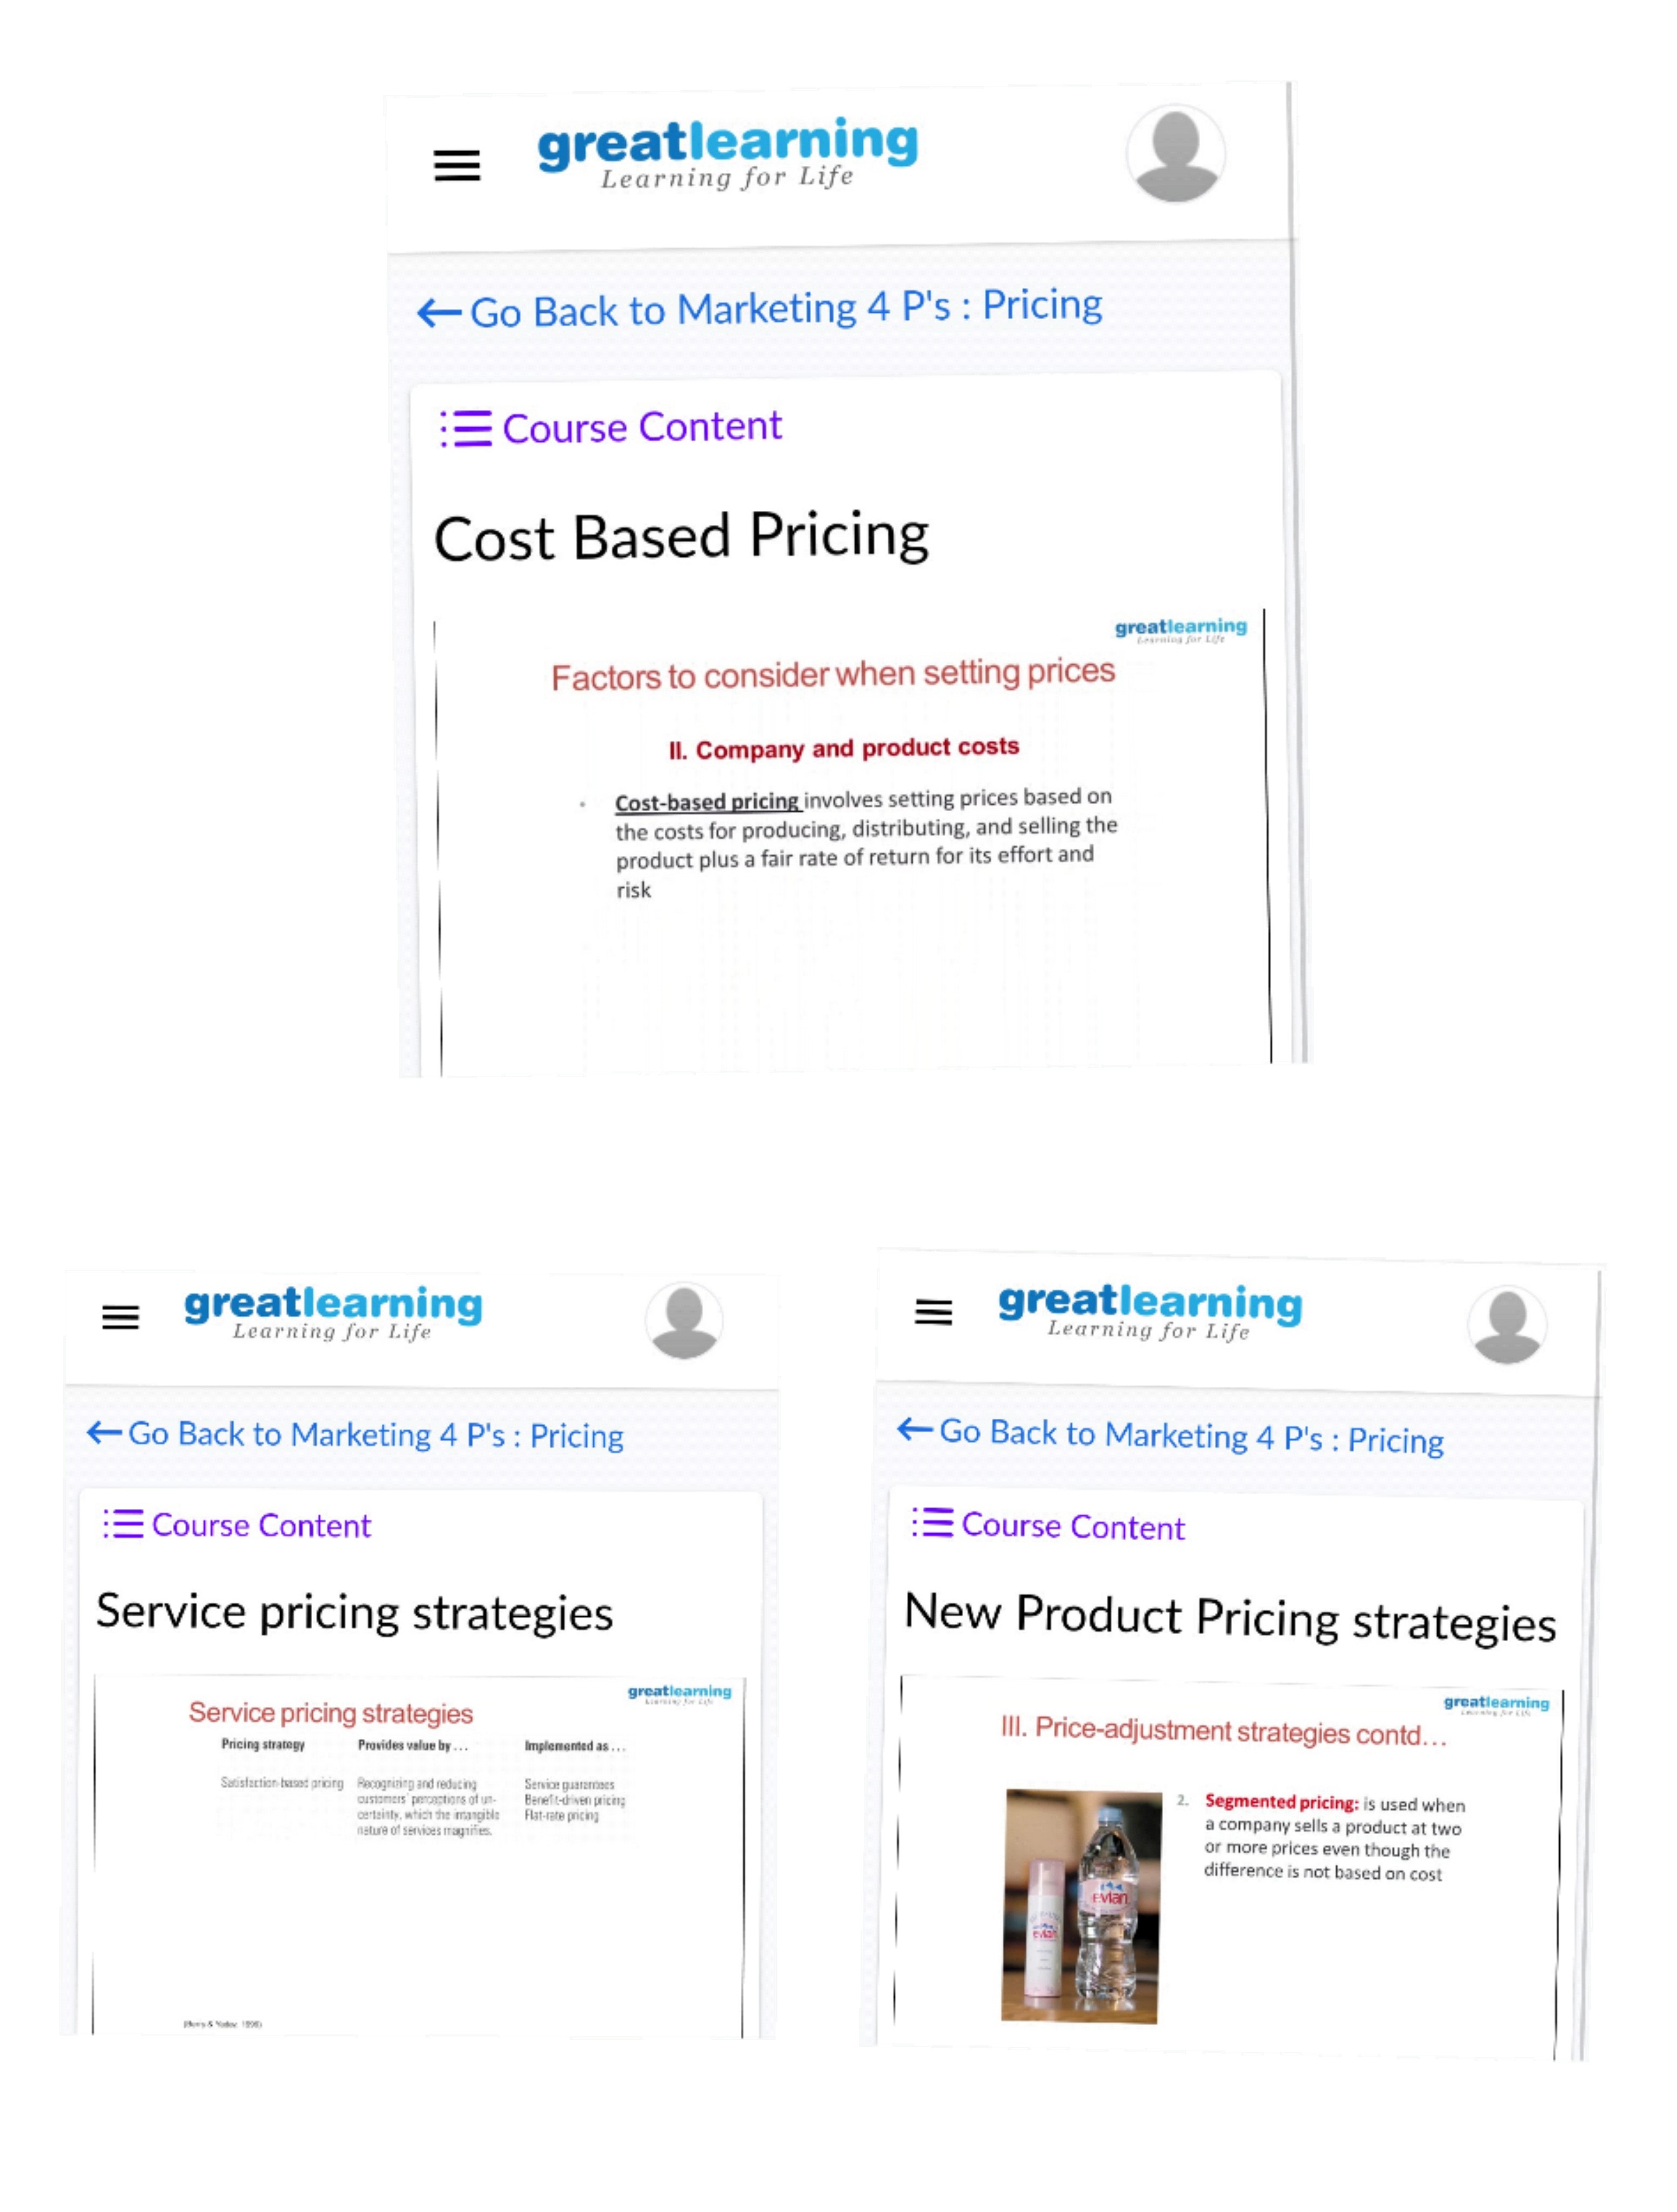 greatlearning
Learning for Life
Go Back to Marketing 4 P's : Pricing
Course Content
Cost Based Pricing
greatlearning
Learning for Life
Factors to consider when setting prices
II. Company and product costs
Cost-based pricing involves setting prices based on
the costs for producing, distributing, and selling the
product plus a fair rate of return for its effort and
risk
greatlearning
Learning for Life
Go Back to Marketing 4 P's : Pricing
Course Content
Service pricing strategies
greatlearning
Learning for Life
Service pricing strategies
Pricing strategy Provides value by . . . Implemented as . . .
Satisfaction-based pricing Recognizing and reducing Service guarantees
customers' perceptions of un- Benefit-driven pricing
certainty, which the intangible Flat-rate pricing
nature of services magnifies.
(Berry & Yadav, 1996)
greatlearning
Learning for Life
Go Back to Marketing 4 P's : Pricing
Course Content
New Product Pricing strategies
greatlearning
Learning for Life
III. Price-adjustment strategies contd...
2. Segmented pricing: is used when
a company sells a product at two
or more prices even though the
difference is not based on cost
evian
evian